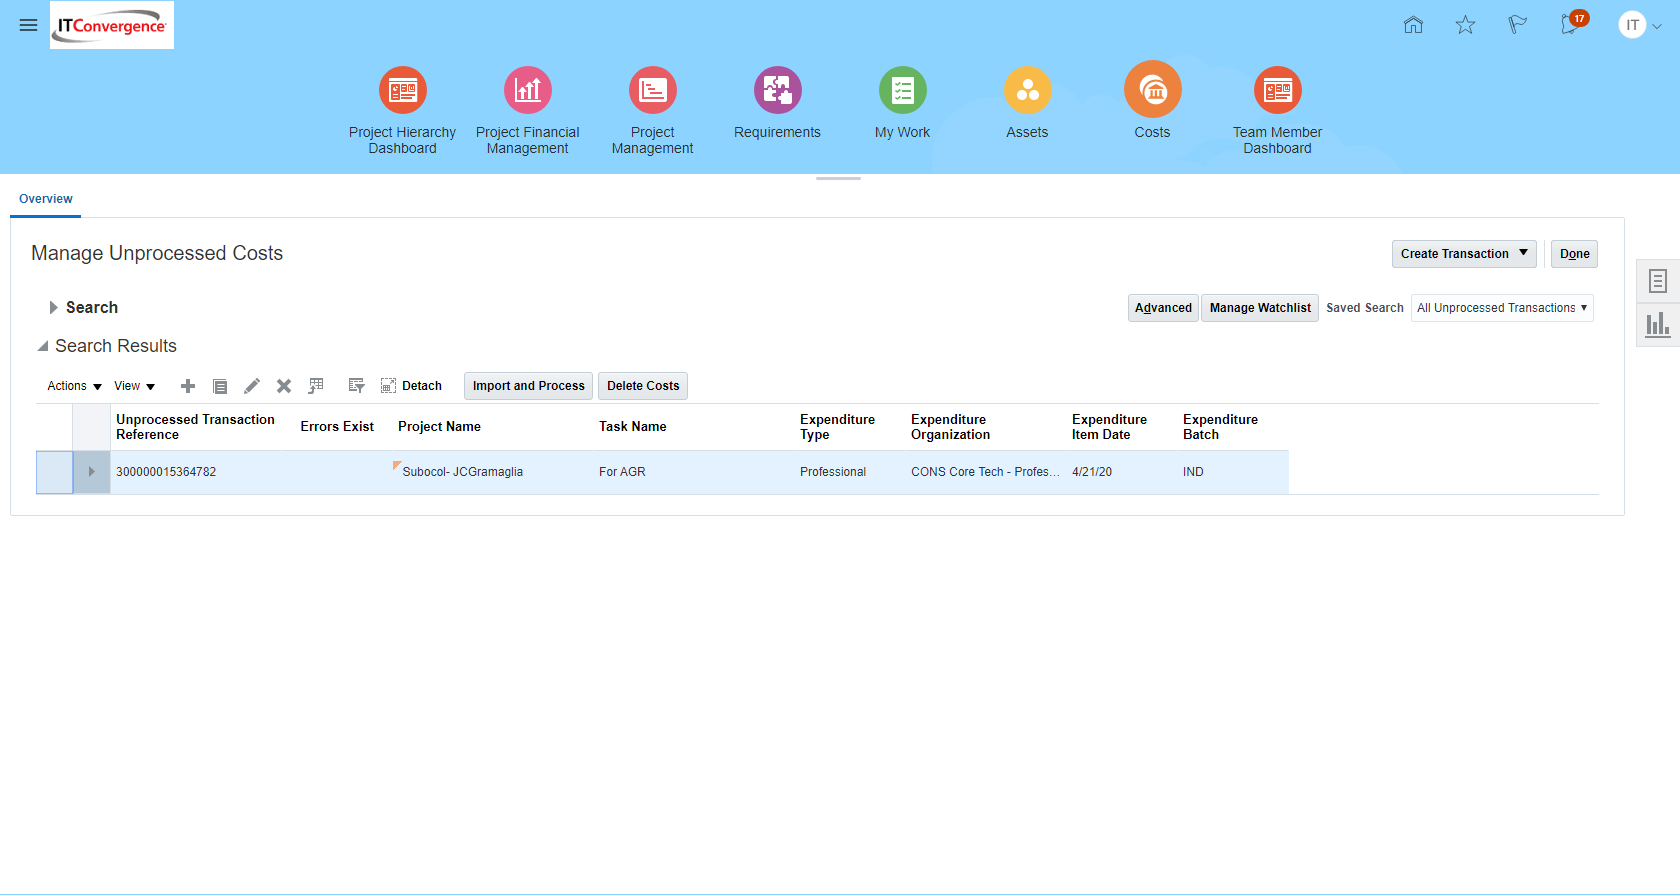 ITConvergence
17
IT
Project Hierarchy
Dashboard
Project Financial
Management
Project
Management
Requirements
My Work
Assets
Costs
Team Member
Dashboard
Overview
Manage Unprocessed Costs
Create Transaction
Done
Search
Advanced
Manage Watchlist
Saved Search
All Unprocessed Transactions
Search Results
Actions
View
Detach
Import and Process
Delete Costs
Unprocessed Transaction
Reference
Errors Exist
Project Name
Task Name
Expenditure
Type
Expenditure
Organization
Expenditure
Item Date
Expenditure
Batch
300000015364782
Subocol- JCGramaglia
For AGR
Professional
CONS Core Tech - Profes...
4/21/20
IND